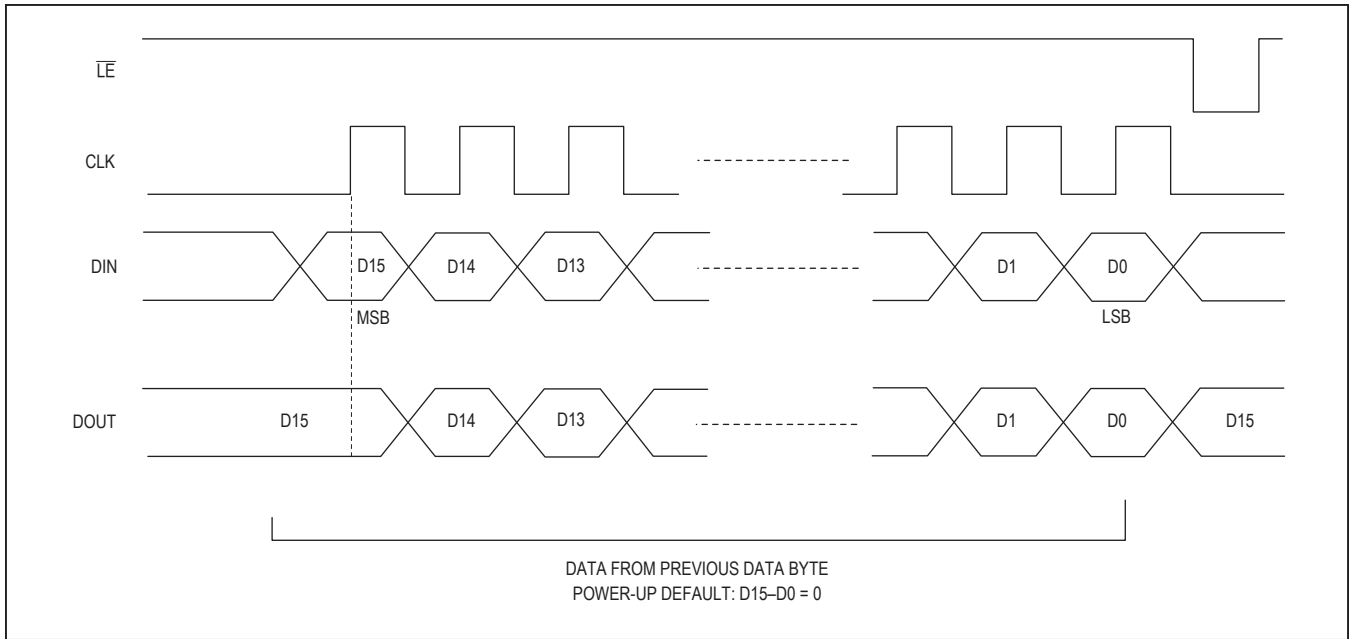 LE
CLK
DIN D15 D14 D13 D1 D0
MSB LSB
DOUT D15 D14 D13 D1 D0 D15
DATA FROM PREVIOUS DATA BYTE
POWER-UP DEFAULT: D15–D0 = 0